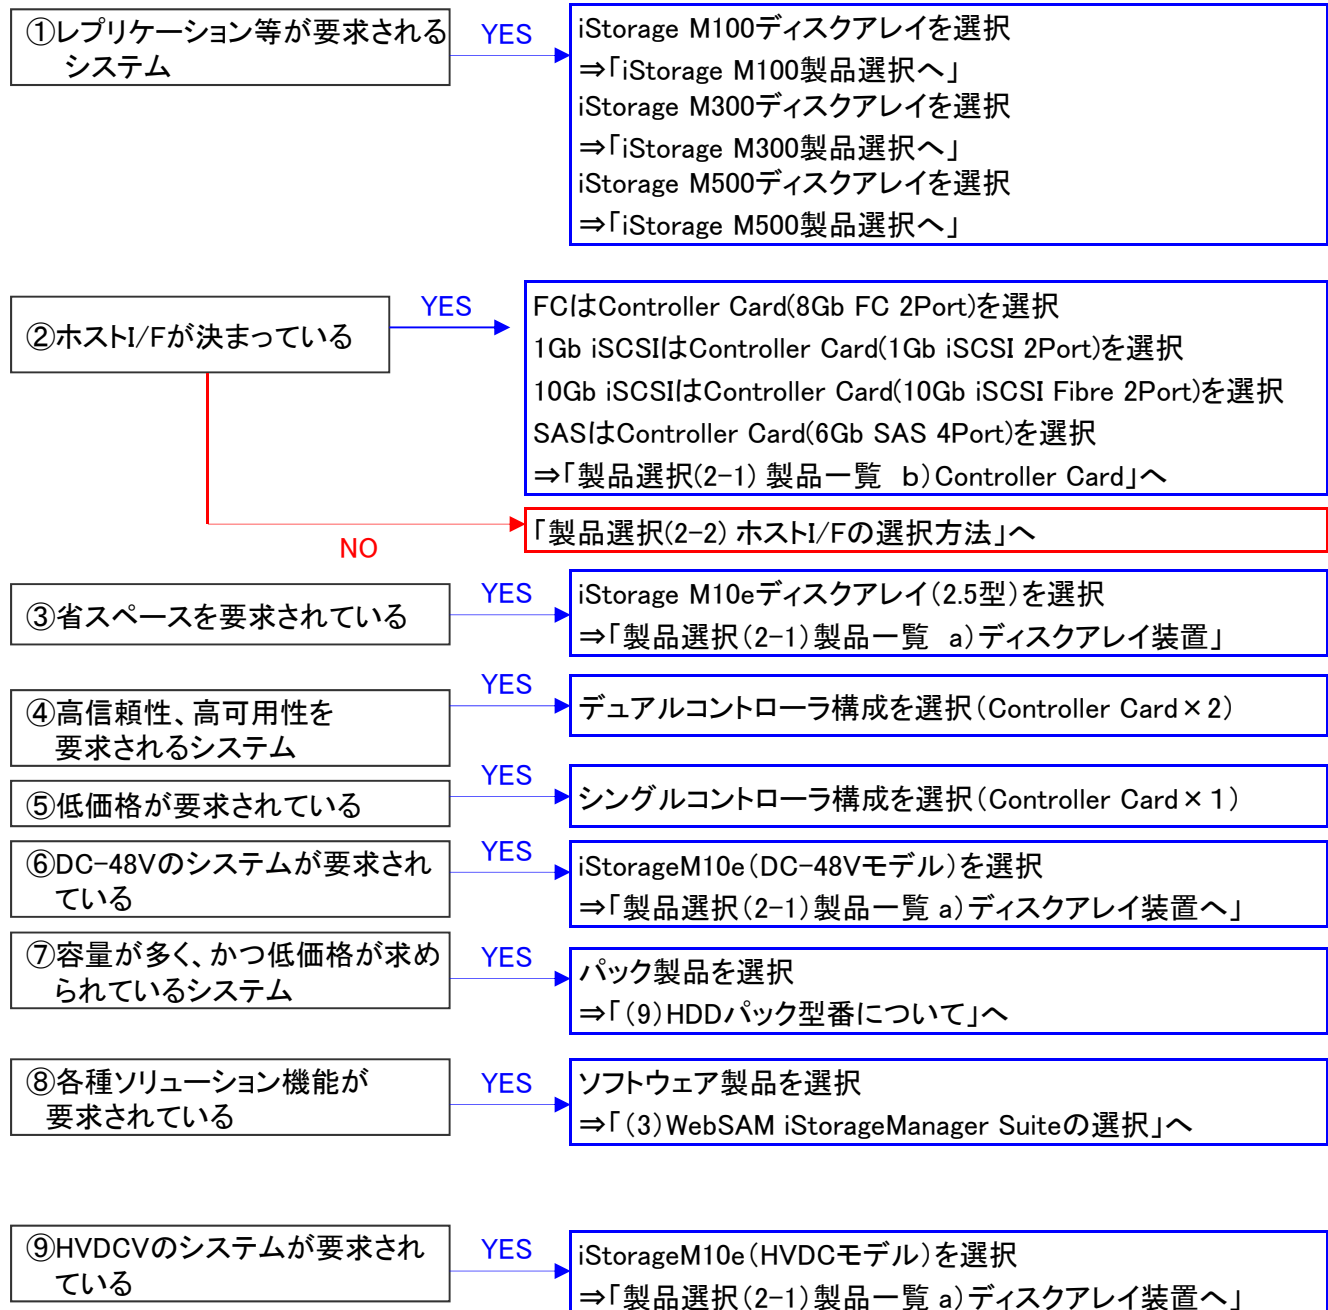 ①レプリケーション等が要求される
システム
YES
iStorage M100ディスクアレイを選択
⇒「iStorage M100製品選択へ」
iStorage M300ディスクアレイを選択
⇒「iStorage M300製品選択へ」
iStorage M500ディスクアレイを選択
⇒「iStorage M500製品選択へ」
②ホストI/Fが決まっている
YES
FCはController Card(8Gb FC 2Port)を選択
1Gb iSCSIはController Card(1Gb iSCSI 2Port)を選択
10Gb iSCSIはController Card(10Gb iSCSI Fibre 2Port)を選択
SASはController Card(6Gb SAS 4Port)を選択
⇒「製品選択(2-1) 製品一覧　ｂ）Controller Card」へ
NO
「製品選択(2-2) ホストI/Fの選択方法」へ
③省スペースを要求されている
YES
iStorage M10eディスクアレイ（2.5型）を選択
⇒「製品選択（2-1）製品一覧　a）ディスクアレイ装置」
④高信頼性、高可用性を
要求されるシステム
YES
デュアルコントローラ構成を選択（Controller Card×2）
⑤低価格が要求されている
YES
シングルコントローラ構成を選択（Controller Card×１）
⑥DC-48Vのシステムが要求され
ている
YES
iStorageM10e（DC-48Vモデル）を選択
⇒「製品選択（2-1）製品一覧 a）ディスクアレイ装置へ」
⑦容量が多く、かつ低価格が求め
られているシステム
YES
パック製品を選択
⇒「（9）HDDパック型番について」へ
⑧各種ソリューション機能が
要求されている
YES
ソフトウェア製品を選択
⇒「（3）WebSAM iStorageManager Suiteの選択」へ
⑨HVDCVのシステムが要求され
ている
YES
iStorageM10e（HVDCモデル）を選択
⇒「製品選択（2-1）製品一覧 a）ディスクアレイ装置へ」